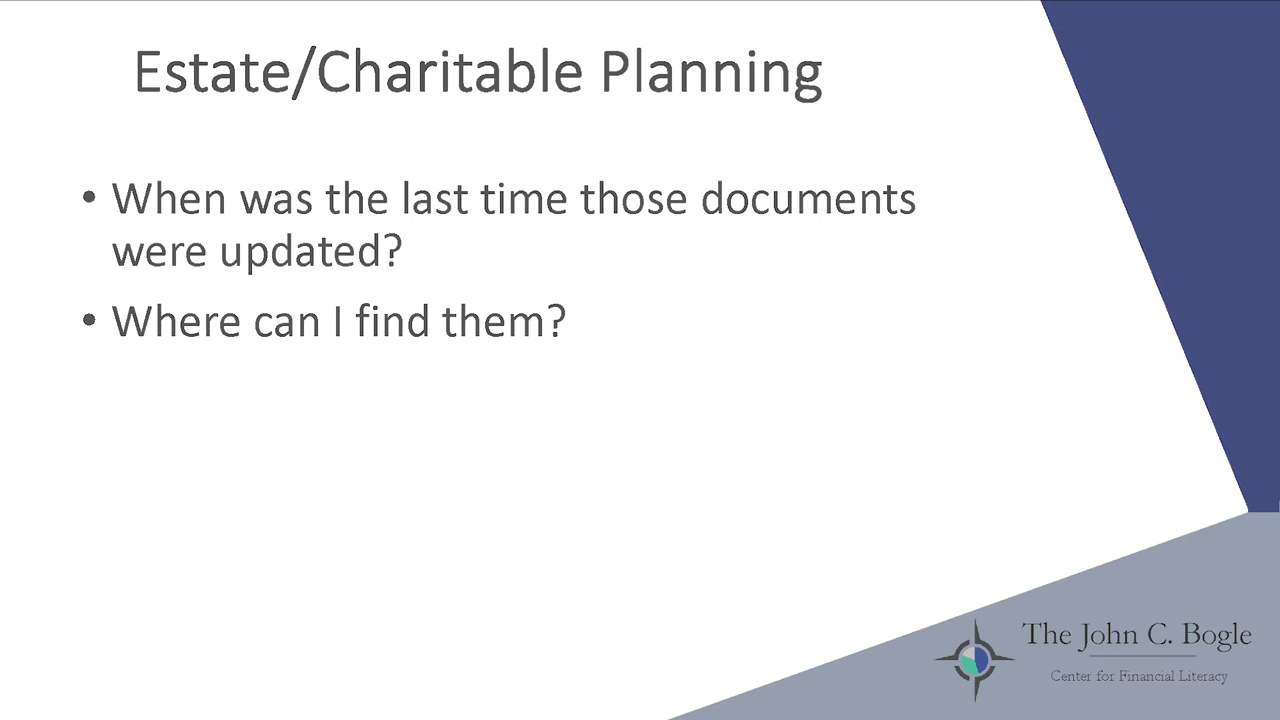 Estate/Charitable Planning
• When was the last time those documents
were updated?
• Where can I find them?
The John C. Bogle
Center for Financial Literacy